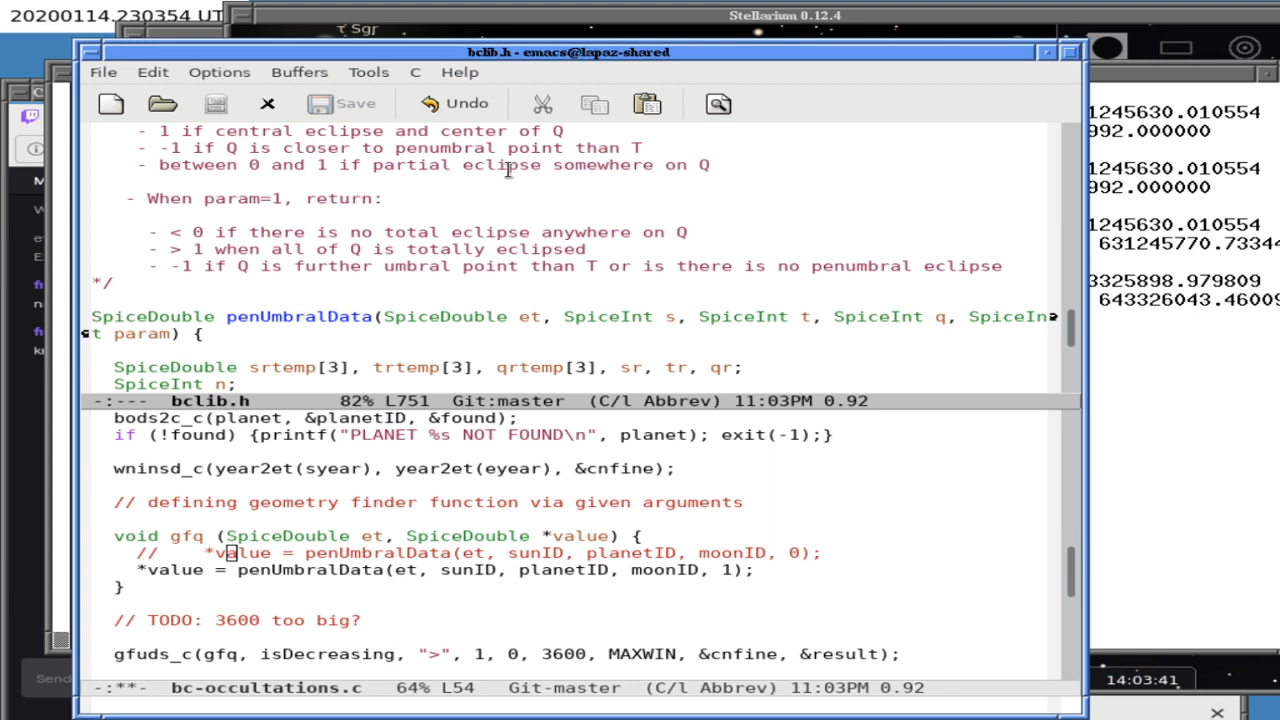 20200114.230354 UT
Stellarium 0.12.4
τ Sgr
bclib.h - emacs@lapaz-shared
File Edit Options Buffers Tools C Help
Save Undo
- 1 if central eclipse and center of Q
- -1 if Q is closer to penumbral point than T
- between 0 and 1 if partial eclipse somewhere on Q
- When param=1, return:
- < 0 if there is no total eclipse anywhere on Q
- > 1 when all of Q is totally eclipsed
- -1 if Q is further umbral point than T or is there is no penumbral eclipse
*/
SpiceDouble penUmbralData(SpiceDouble et, SpiceInt s, SpiceInt t, SpiceInt q, SpiceIn
t param) {
SpiceDouble srtemp[3], trtemp[3], qrtemp[3], sr, tr, qr;
SpiceInt n;
-:--- bclib.h 82% L751 Git:master (C/l Abbrev) 11:03PM 0.92
bods2c_c(planet, &planetID, &found);
if (!found) {printf("PLANET %s NOT FOUND\n", planet); exit(-1);}
wninsd_c(year2et(syear), year2et(eyear), &cnfine);
// defining geometry finder function via given arguments
void gfq (SpiceDouble et, SpiceDouble *value) {
// *value = penUmbralData(et, sunID, planetID, moonID, 0);
*value = penUmbralData(et, sunID, planetID, moonID, 1);
}
// TODO: 3600 too big?
gfuds_c(gfq, isDecreasing, ">", 1, 0, 3600, MAXWIN, &cnfine, &result);
-:**- bc-occultations.c 64% L54 Git-master (C/l Abbrev) 11:03PM 0.92
1245630.010554
992.000000
1245630.010554
992.000000
1245630.010554
631245770.73344
3325898.979809
643326043.46009
14:03:41
Send